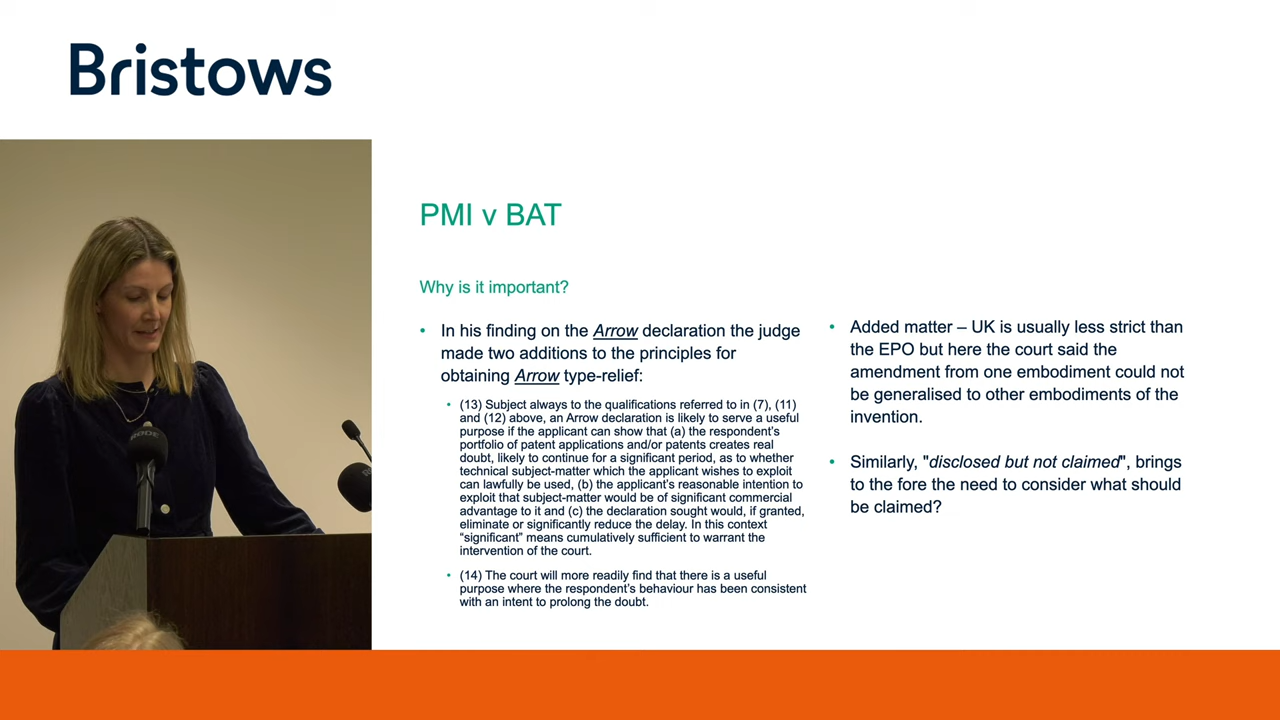 Bristows
PMI v BAT
Why is it important?
• In his finding on the Arrow declaration the judge
made two additions to the principles for
obtaining Arrow type-relief:
• (13) Subject always to the qualifications referred to in (7), (11)
and (12) above, an Arrow declaration is likely to serve a useful
purpose if the applicant can show that (a) the respondent's
portfolio of patent applications and/or patents creates real
doubt, likely to continue for a significant period, as to whether
technical subject-matter which the applicant wishes to exploit
can lawfully be used, (b) the applicant's reasonable intention to
exploit that subject-matter would be of significant commercial
advantage to it and (c) the declaration sought would, if granted,
eliminate or significantly reduce the delay. In this context
“significant” means cumulatively sufficient to warrant the
intervention of the court.
• (14) The court will more readily find that there is a useful
purpose where the respondent's behaviour has been consistent
with an intent to prolong the doubt.
• Added matter – UK is usually less strict than
the EPO but here the court said the
amendment from one embodiment could not
be generalised to other embodiments of the
invention.
• Similarly, "disclosed but not claimed", brings
to the fore the need to consider what should
be claimed?
RODE